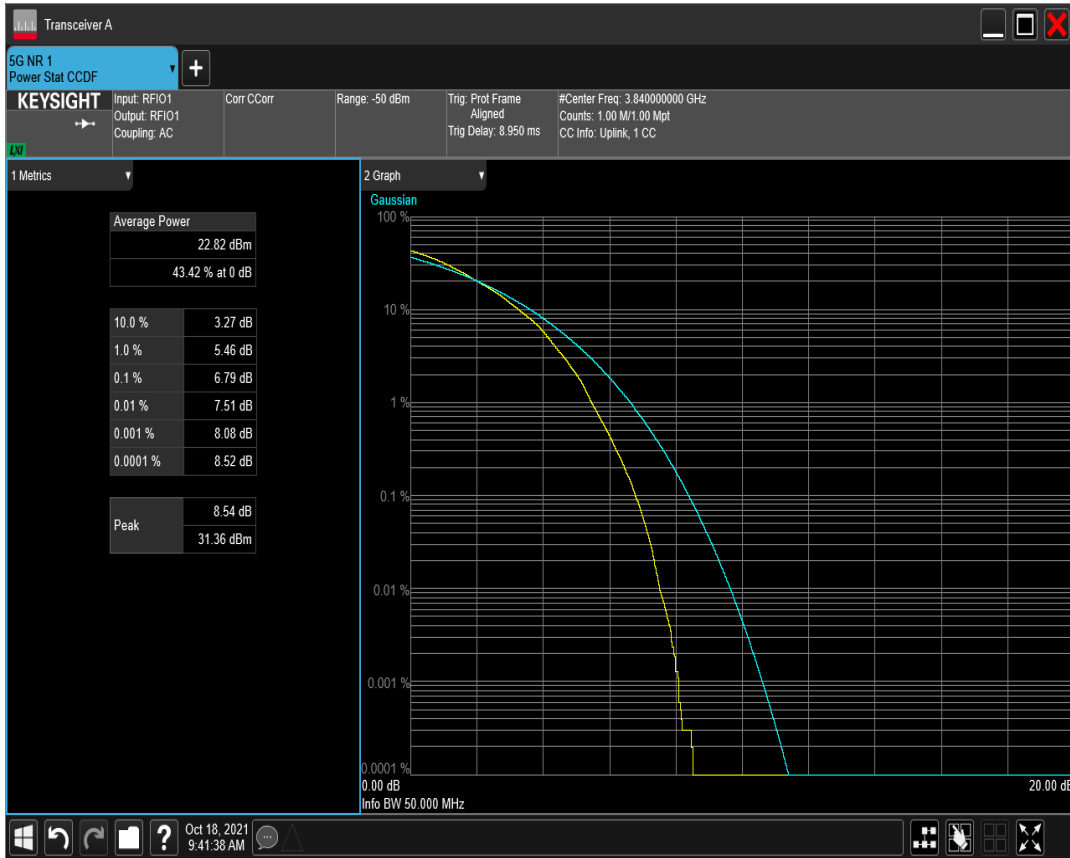 Transceiver A
5G NR 1
Power Stat CCDF
+
KEYSIGHT
LXI
Input: RFIO1
Output: RFIO1
Coupling: AC
Corr CCorr
Range: -50 dBm
Trig: Prot Frame
Aligned
Trig Delay: 8.950 ms
#Center Freq: 3.840000000 GHz
Counts: 1.00 M/1.00 Mpt
CC Info: Uplink, 1 CC
1 Metrics
Average Power
22.82 dBm
43.42 % at 0 dB
10.0 % 3.27 dB
1.0 % 5.46 dB
0.1 % 6.79 dB
0.01 % 7.51 dB
0.001 % 8.08 dB
0.0001 % 8.52 dB
Peak
8.54 dB
31.36 dBm
2 Graph
Gaussian
100 %
10 %
1 %
0.1 %
0.01 %
0.001 %
0.0001 %
0.00 dB
20.00 dB
Info BW 50.000 MHz
?
Oct 18, 2021
9:41:38 AM